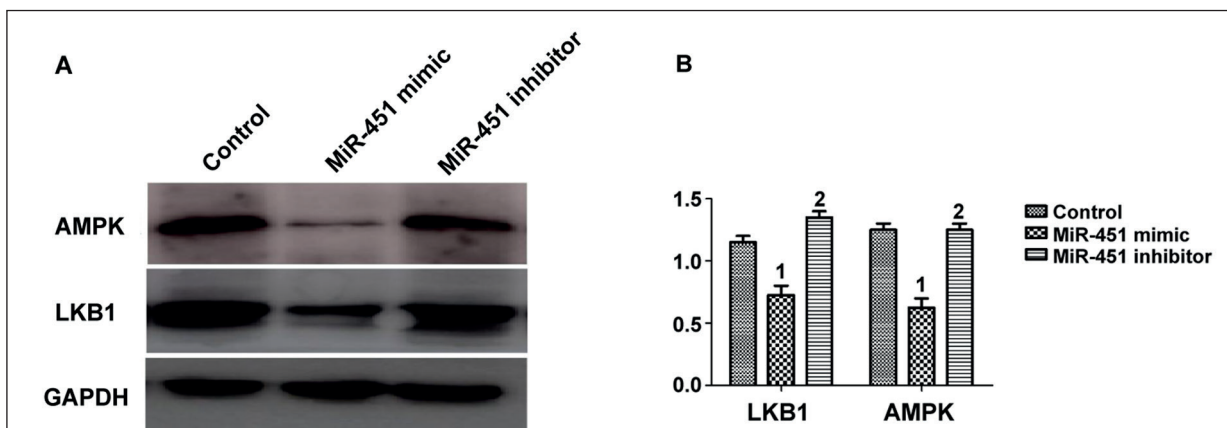 A
Control
MiR-451 mimic
MiR-451 inhibitor
AMPK
LKB1
GAPDH
B
1.5
1.0
0.5
0.0
1
2
1
2
LKB1
AMPK
Control
MiR-451 mimic
MiR-451 inhibitor